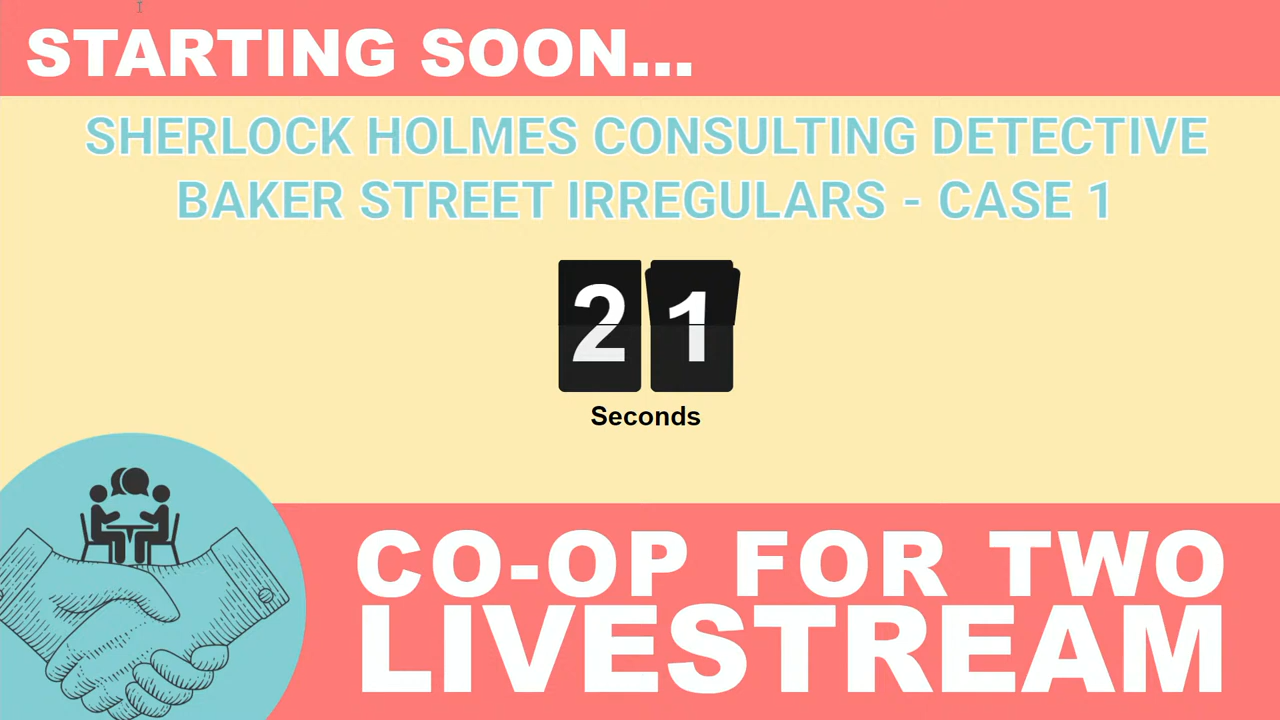 STARTING SOON...
SHERLOCK HOLMES CONSULTING DETECTIVE
BAKER STREET IRREGULARS - CASE 1
21
Seconds
CO-OP FOR TWO
LIVESTREAM